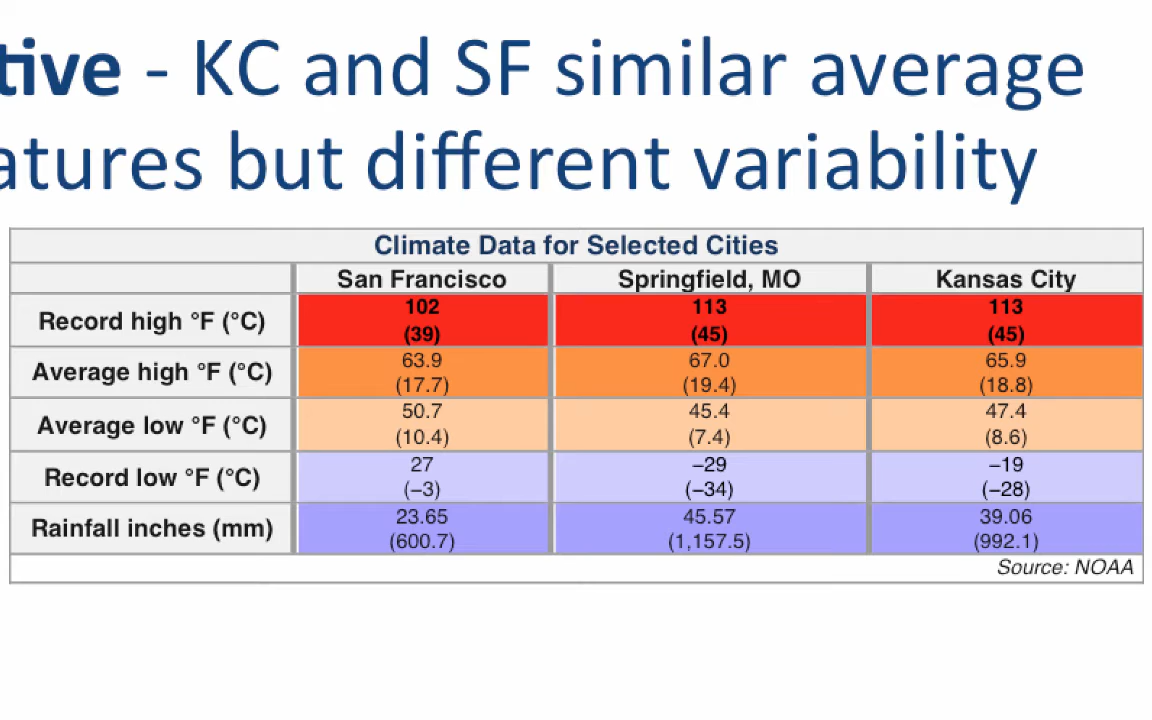 tive - KC and SF similar average
atures but different variability
Climate Data for Selected Cities
San Francisco Springfield, MO Kansas City
Record high °F (°C) 102 (39) 113 (45) 113 (45)
Average high °F (°C) 63.9 (17.7) 67.0 (19.4) 65.9 (18.8)
Average low °F (°C) 50.7 (10.4) 45.4 (7.4) 47.4 (8.6)
Record low °F (°C) 27 (−3) −29 (−34) −19 (−28)
Rainfall inches (mm) 23.65 (600.7) 45.57 (1,157.5) 39.06 (992.1)
Source: NOAA